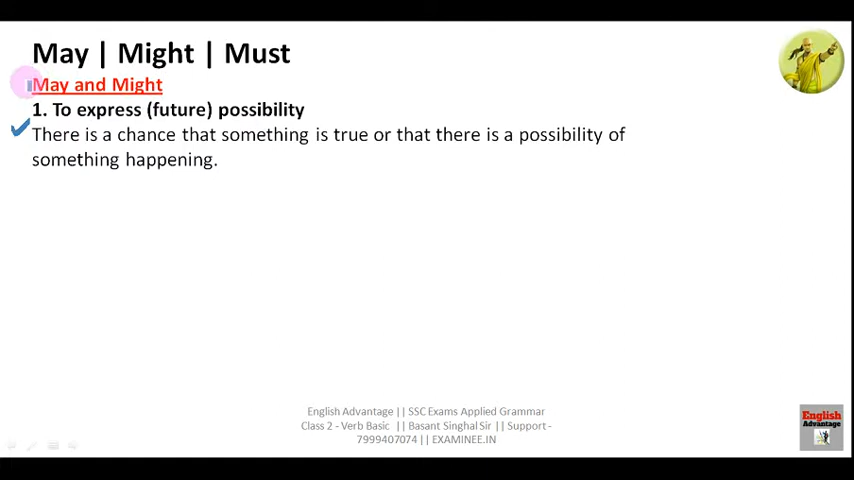 May | Might | Must
May and Might
1. To express (future) possibility
There is a chance that something is true or that there is a possibility of
something happening.
English Advantage || SSC Exams Applied Grammar
Class 2 - Verb Basic || Basant Singhal Sir || Support -
7999407074 || EXAMINEE.IN
English
Advantage